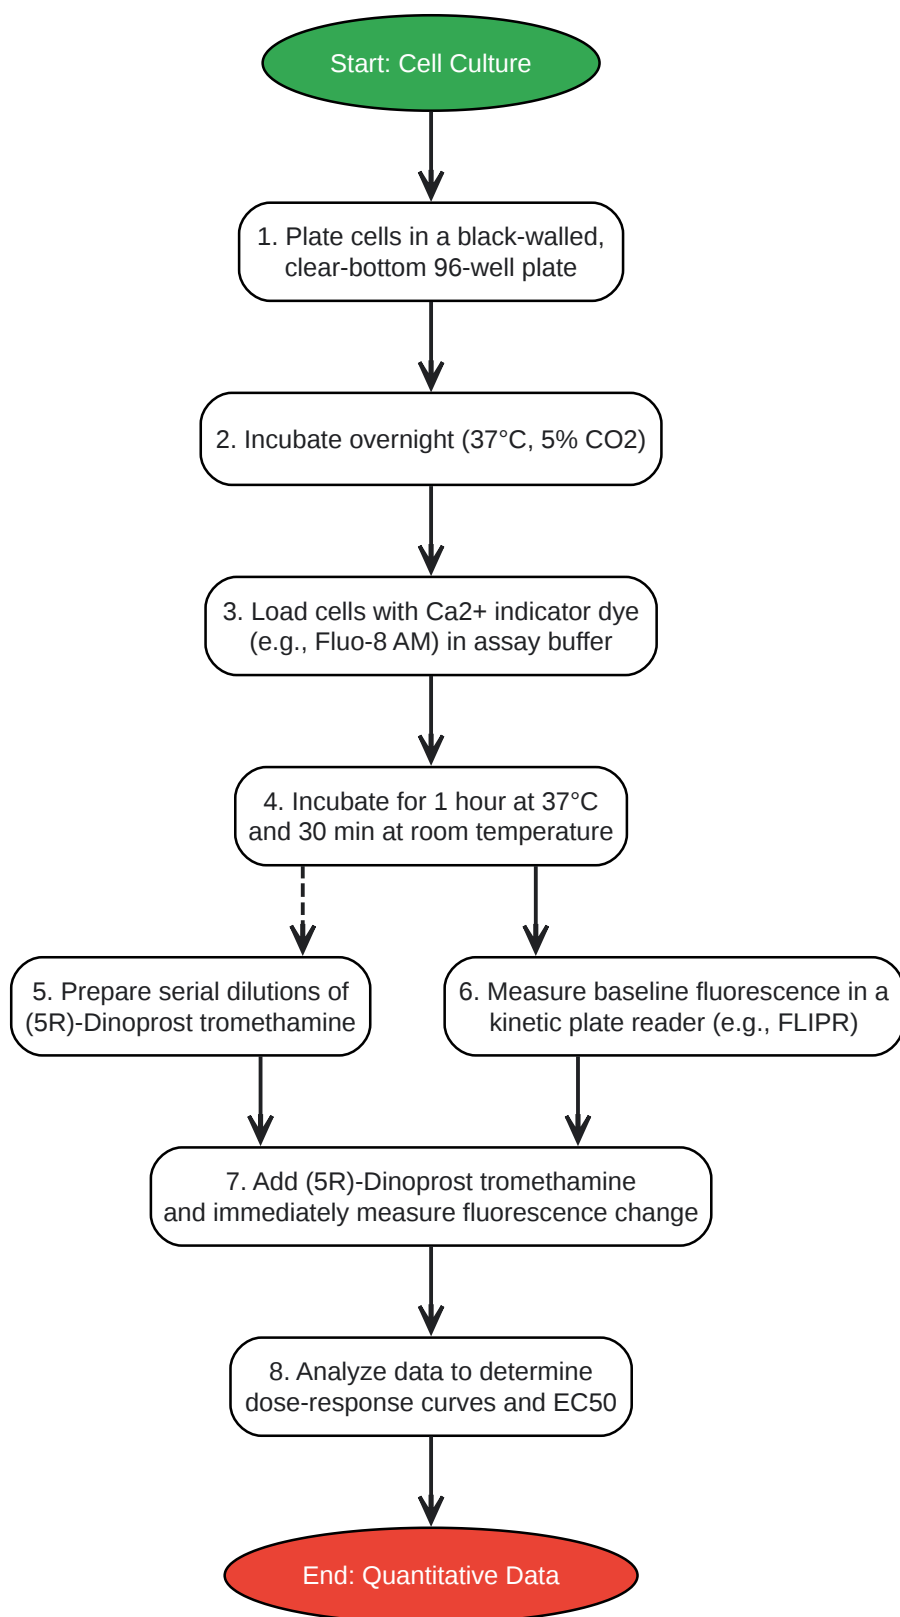 Start: Cell Culture
1. Plate cells in a black-walled,
clear-bottom 96-well plate
2. Incubate overnight (37°C, 5% CO2)
3. Load cells with Ca2+ indicator dye
(e.g., Fluo-8 AM) in assay buffer
4. Incubate for 1 hour at 37°C
and 30 min at room temperature
5. Prepare serial dilutions of
(5R)-Dinoprost tromethamine
6. Measure baseline fluorescence in a
kinetic plate reader (e.g., FLIPR)
7. Add (5R)-Dinoprost tromethamine
and immediately measure fluorescence change
8. Analyze data to determine
dose-response curves and EC50
End: Quantitative Data